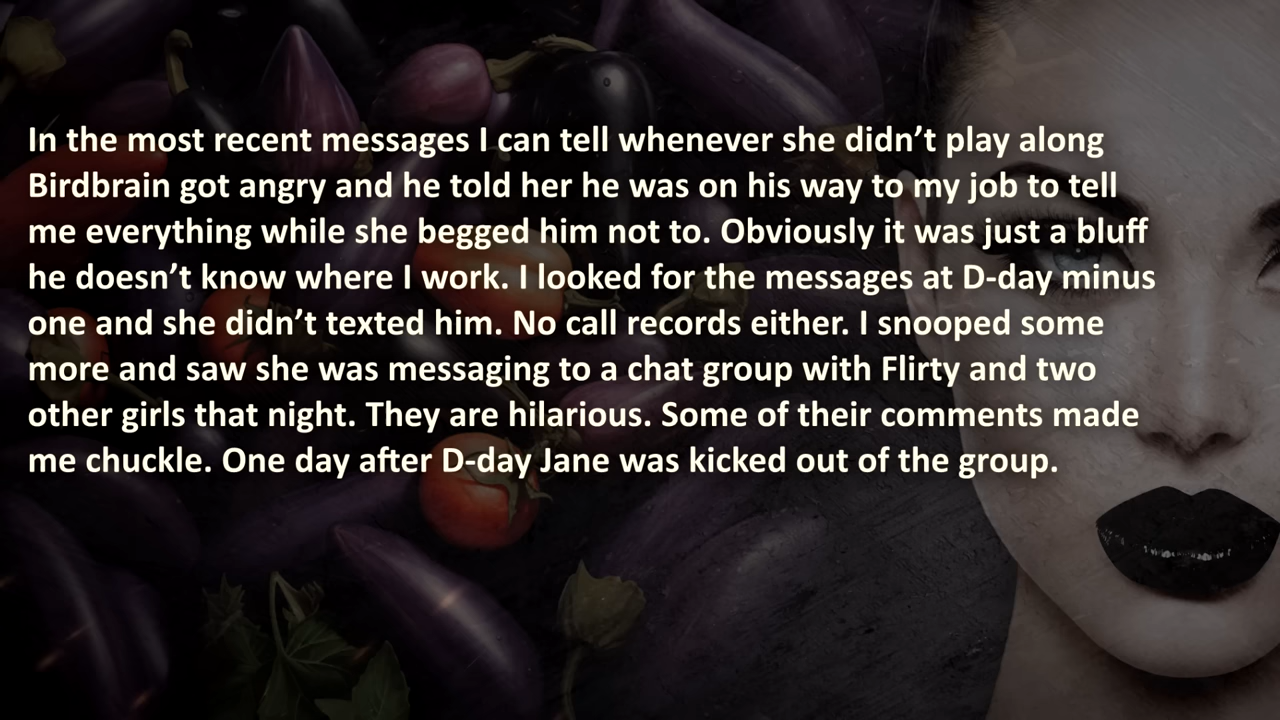 In the most recent messages I can tell whenever she didn’t play along
Birdbrain got angry and he told her he was on his way to my job to tell
me everything while she begged him not to. Obviously it was just a bluff
he doesn’t know where I work. I looked for the messages at D-day minus
one and she didn’t texted him. No call records either. I snooped some
more and saw she was messaging to a chat group with Flirty and two
other girls that night. They are hilarious. Some of their comments made
me chuckle. One day after D-day Jane was kicked out of the group.